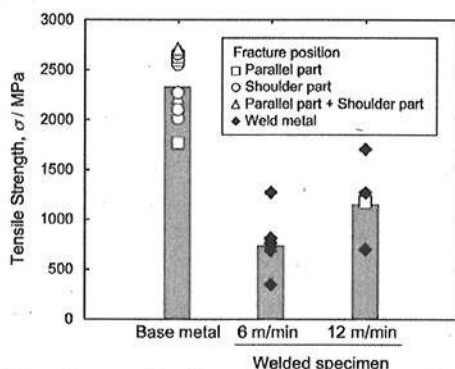 3000
2500
2000
1500
1000
500
0
Tensile Strength, σ / MPa
Fracture position
Parallel part
Shoulder part
Parallel part + Shoulder part
Weld metal
Base metal 6 m/min 12 m/min
Welded specimen